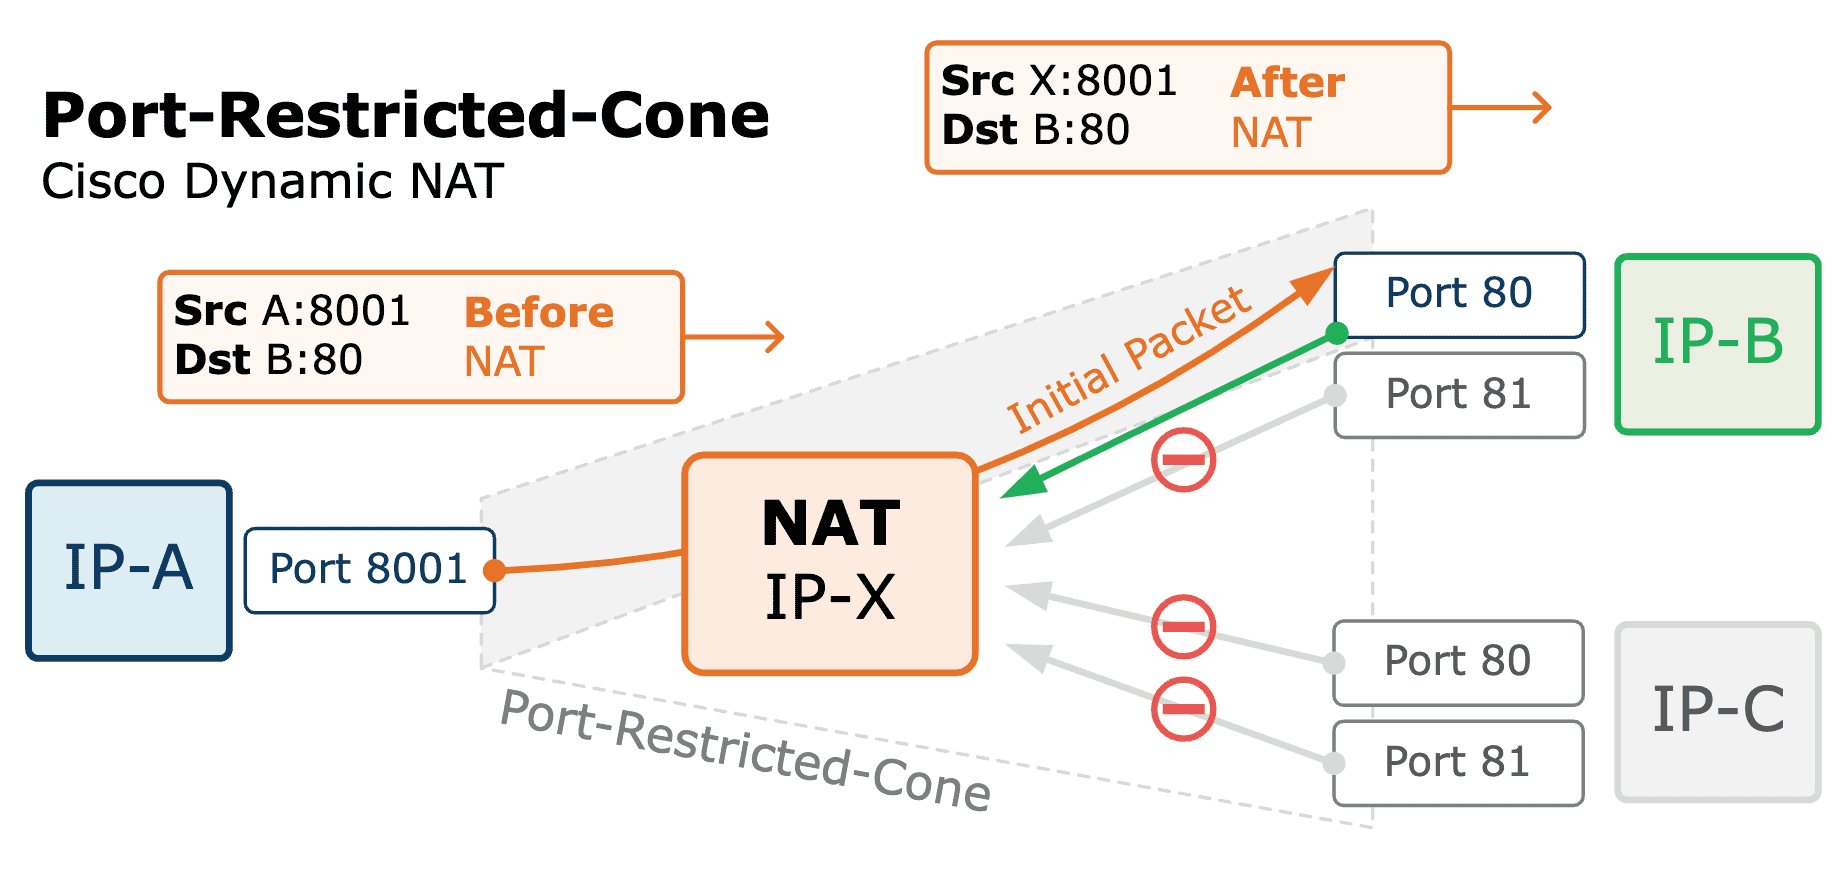 Port-Restricted-Cone
Cisco Dynamic NAT
Src X:8001 After
Dst B:80 NAT
Src A:8001 Before
Dst B:80 NAT
Initial Packet
Port 80
Port 81
IP-B
IP-A
Port 8001
NAT
IP-X
Port 80
Port 81
IP-C
Port-Restricted-Cone